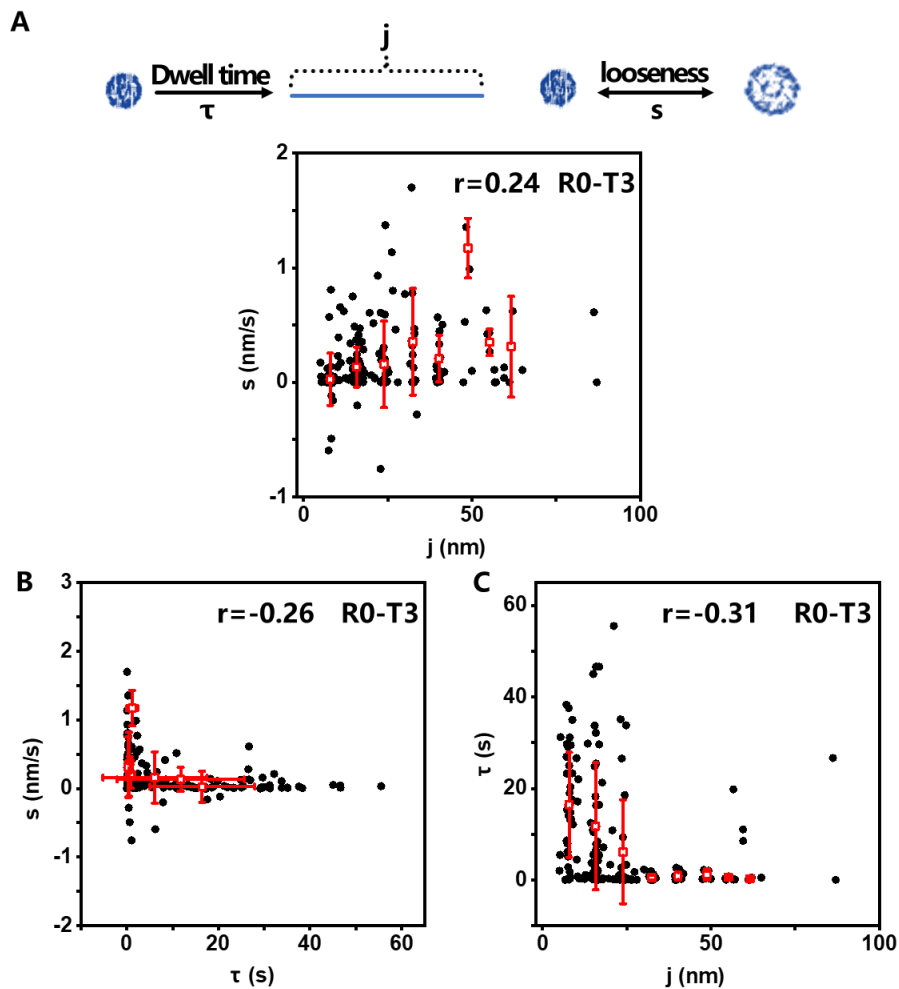 A
j
Dwell time
τ
looseness
s
2
r=0.24 R0-T3
1
s (nm/s)
0
-1
0
50
100
j (nm)
B
C
3
r=-0.26 R0-T3
2
1
s (nm/s)
0
-1
-2
0
20
40
60
τ (s)
60
r=-0.31 R0-T3
40
τ (s)
20
0
0
50
100
j (nm)